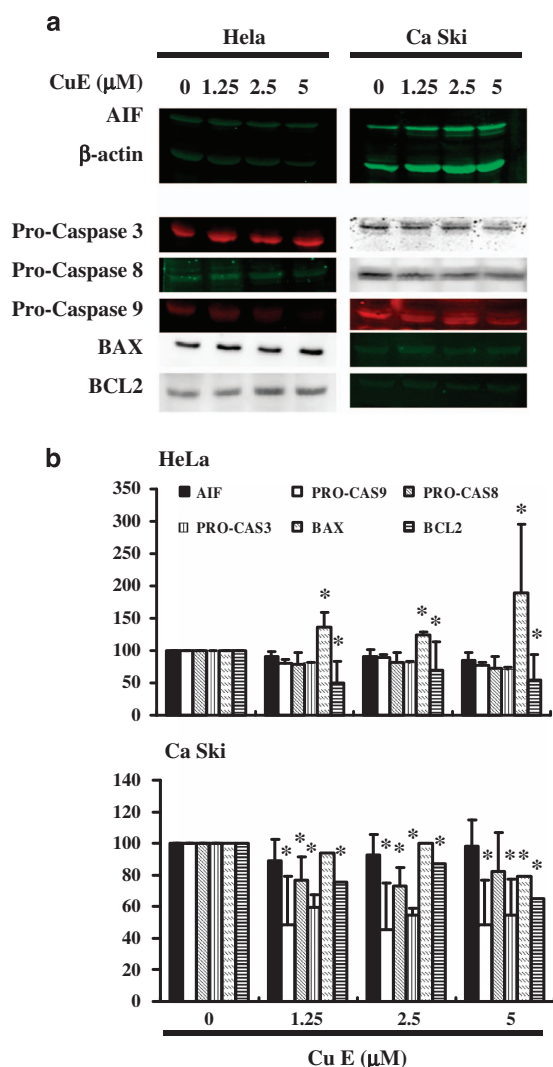 a
Hela Ca Ski
CuE (μM) 0 1.25 2.5 5 0 1.25 2.5 5
AIF
β-actin
Pro-Caspase 3
Pro-Caspase 8
Pro-Caspase 9
BAX
BCL2
b
HeLa
350
300
250
200
150
100
50
0
AIF PRO-CAS9 PRO-CAS8
PRO-CAS3 BAX BCL2
* * * * * *
Ca Ski
140
120
100
80
60
40
20
0
* * * * * * * * * ** *
0 1.25 2.5 5
Cu E (μM)